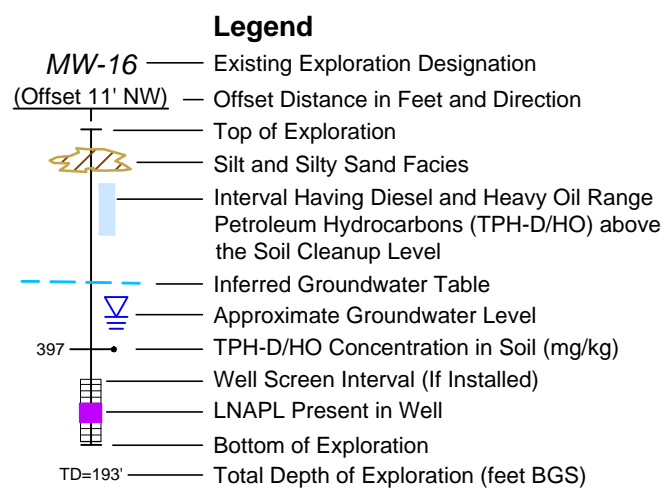 Legend
MW-16 Existing Exploration Designation
(Offset 11' NW) Offset Distance in Feet and Direction
Top of Exploration
Silt and Silty Sand Facies
Interval Having Diesel and Heavy Oil Range
Petroleum Hydrocarbons (TPH-D/HO) above
the Soil Cleanup Level
Inferred Groundwater Table
Approximate Groundwater Level
397 TPH-D/HO Concentration in Soil (mg/kg)
Well Screen Interval (If Installed)
LNAPL Present in Well
Bottom of Exploration
TD=193' Total Depth of Exploration (feet BGS)